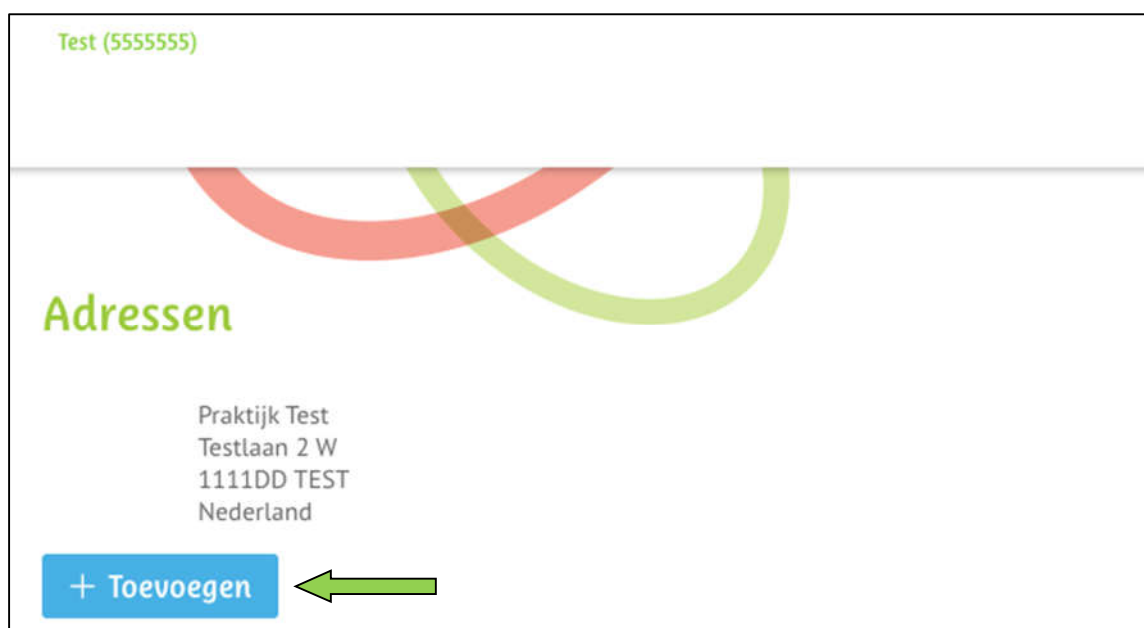 Test (5555555)
Adressen
Praktijk Test
Testlaan 2 W
1111DD TEST
Nederland
+ Toevoegen